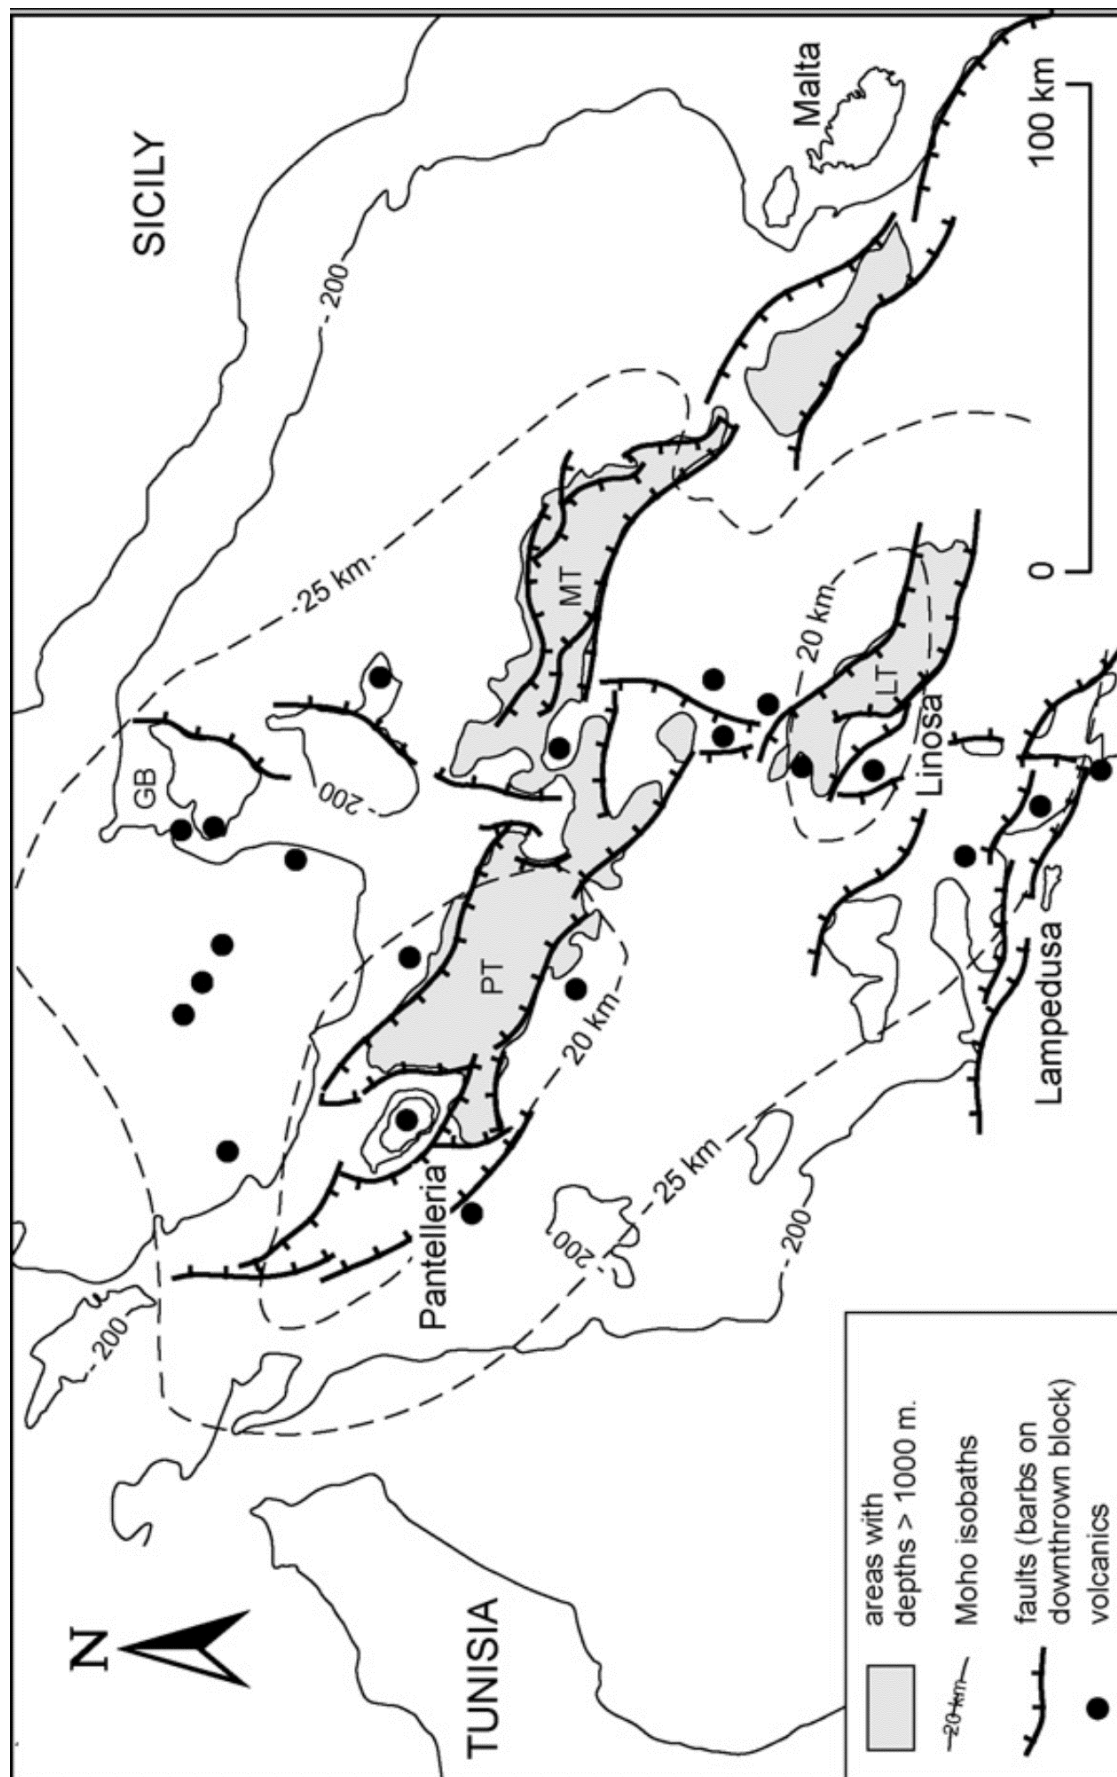 N
200
GB
SICILY
200
25 km
200
Pantelleria
TUNISIA
PT
MT
200
20 km
25 km
200
Malta
20 km
LT
Linosa
Lampedusa
0 100 km
areas with
depths > 1000 m.
20 km
Moho isobaths
faults (barbs on
downthrown block)
volcanics